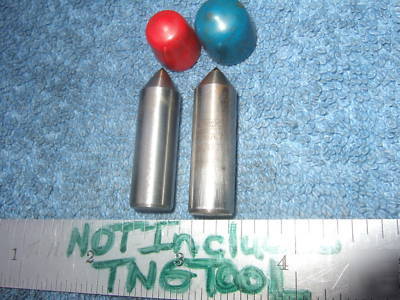 NOT Included
TNGTOOL
1 2 3 4